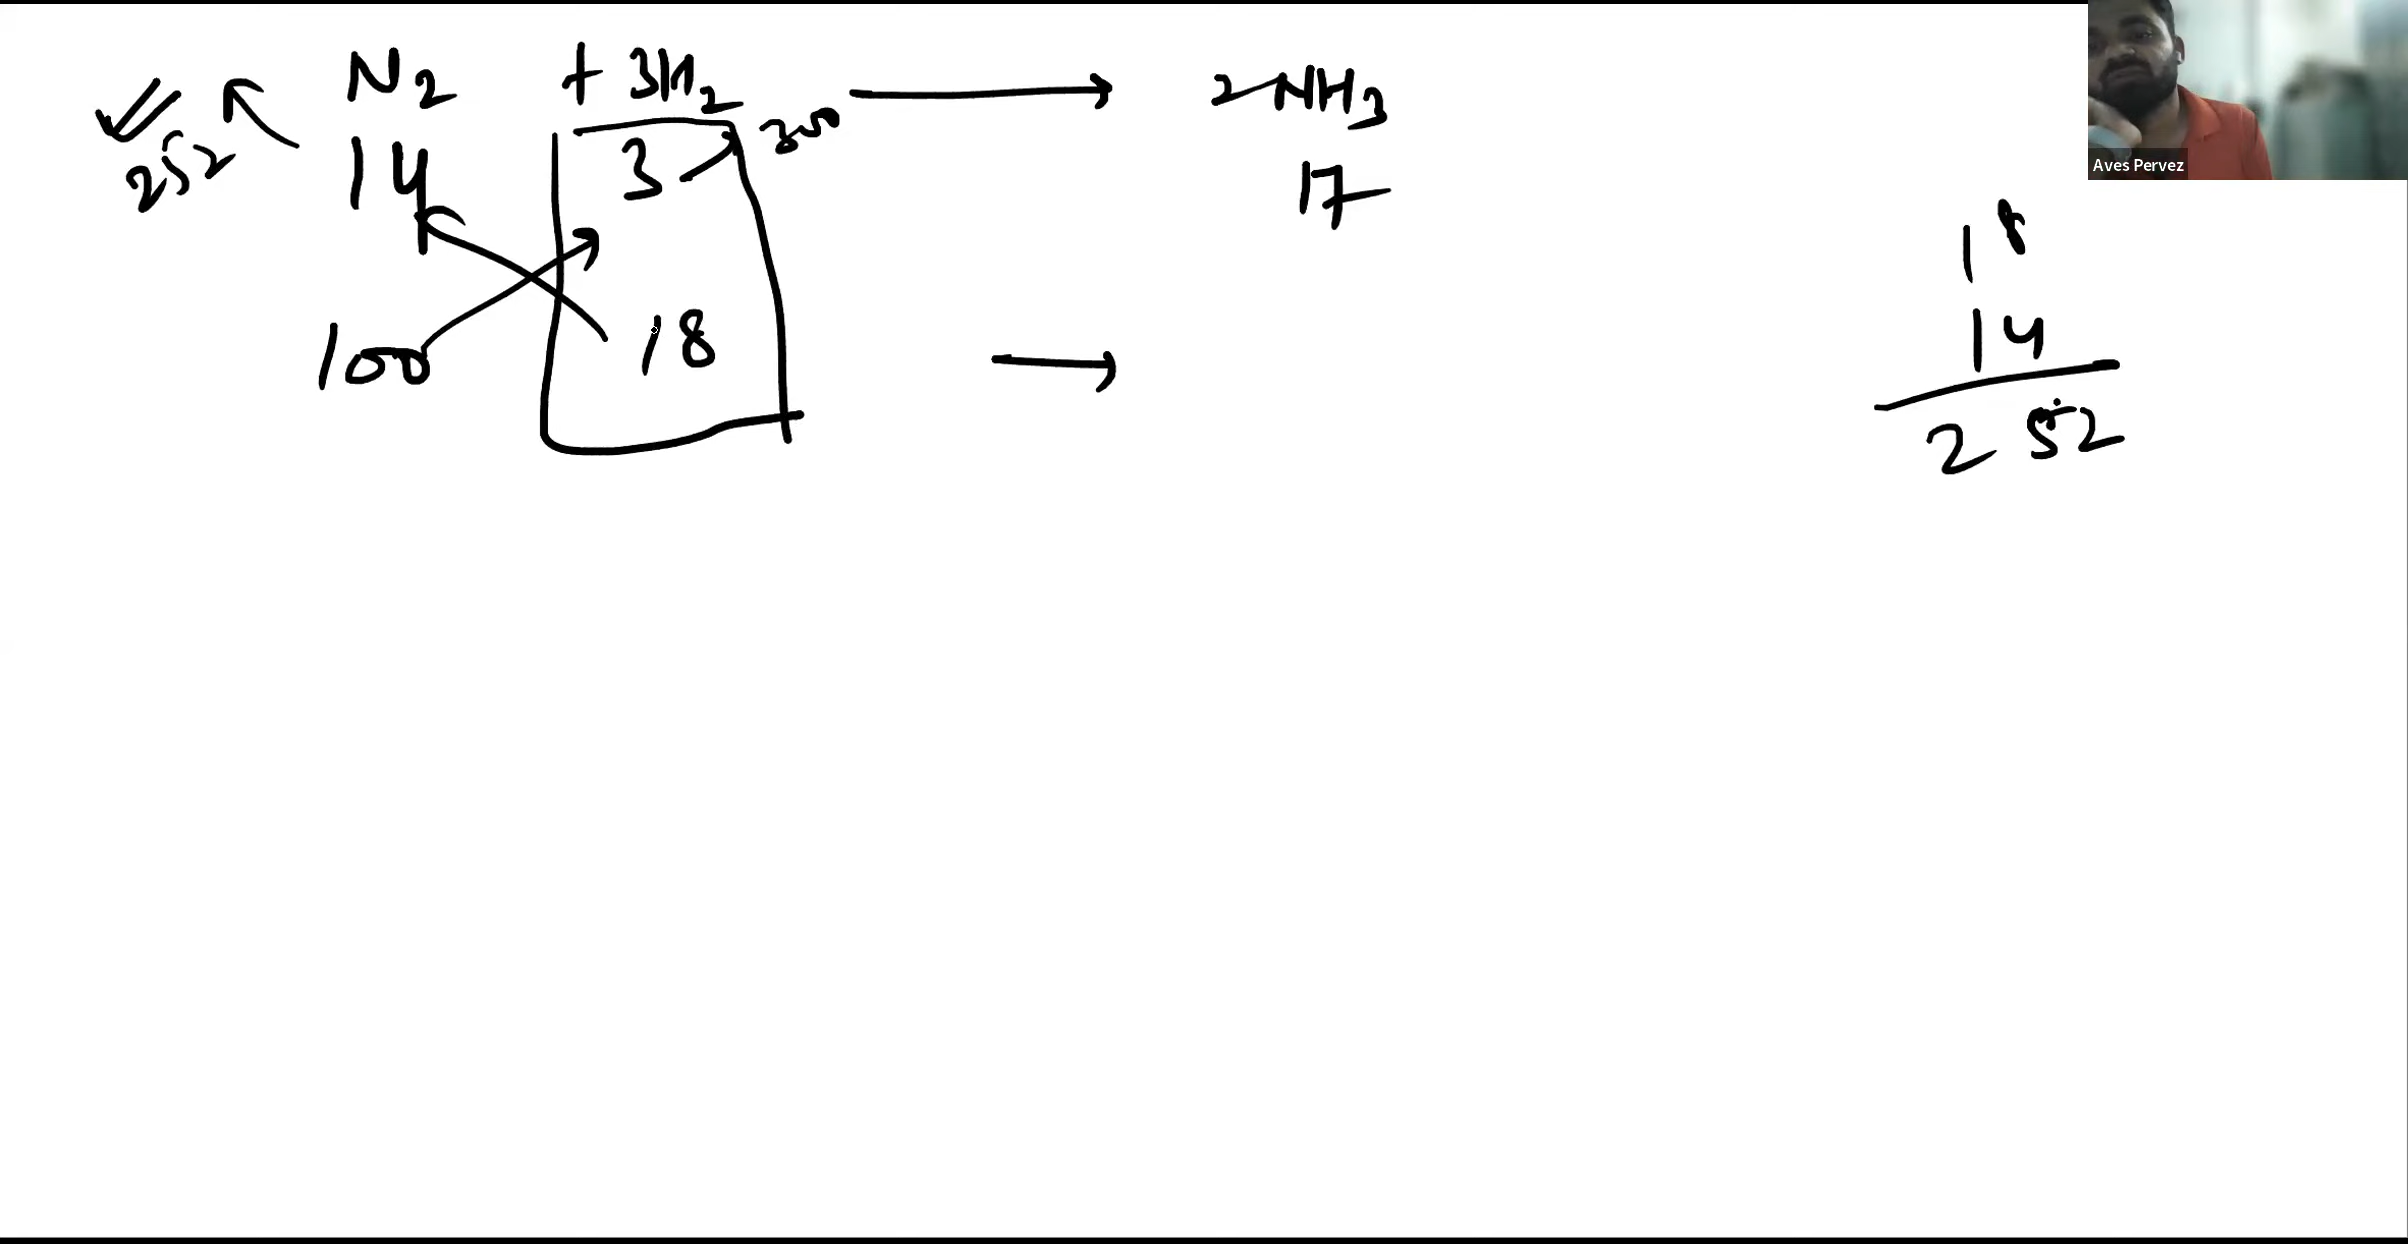 N2 + 3H2 → 2NH3
252 14 3 300 17
100 18 →
18
14
252
Aves Pervez